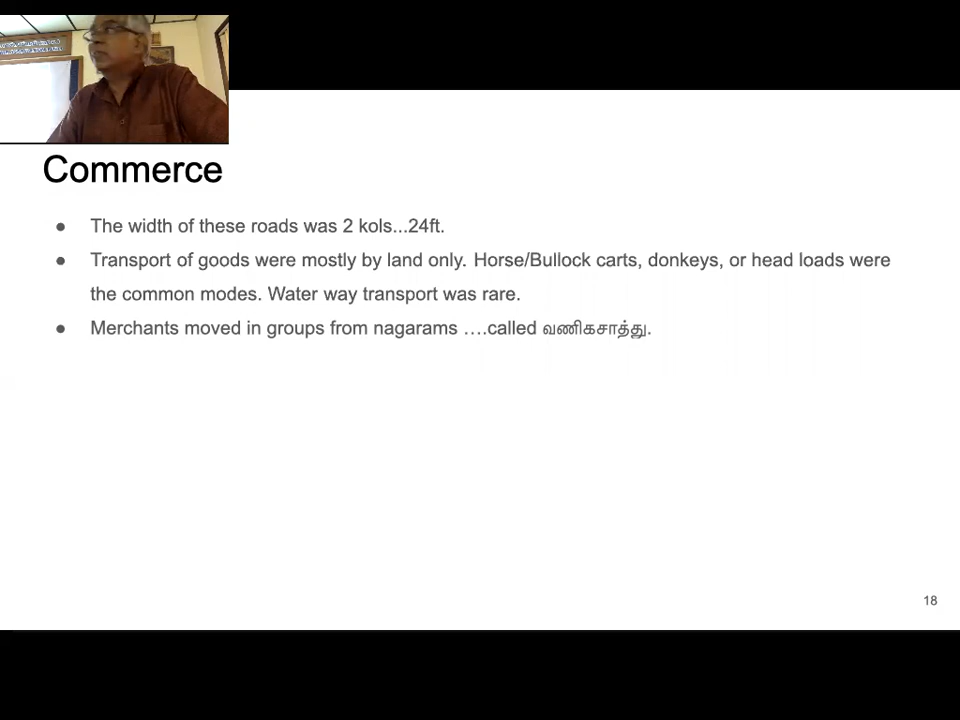 Commerce
● The width of these roads was 2 kols...24ft.
● Transport of goods were mostly by land only. Horse/Bullock carts, donkeys, or head loads were
the common modes. Water way transport was rare.
● Merchants moved in groups from nagarams ….called வணிகசாத்து.
18